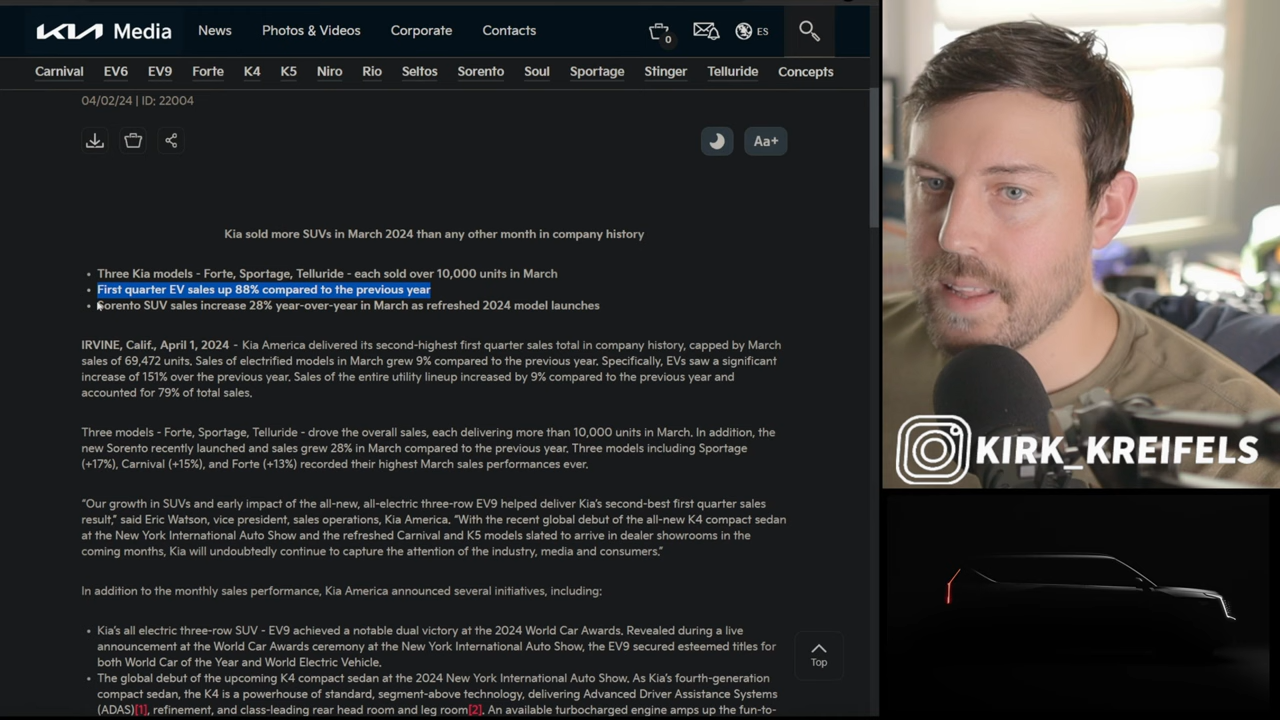 KIA Media News Photos & Videos Corporate Contacts 0 ES
Carnival EV6 EV9 Forte K4 K5 Niro Rio Seltos Sorento Soul Sportage Stinger Telluride Concepts
04/02/24 | ID: 22004
Aa+
Kia sold more SUVs in March 2024 than any other month in company history
• Three Kia models - Forte, Sportage, Telluride - each sold over 10,000 units in March
• First quarter EV sales up 88% compared to the previous year
• Sorento SUV sales increase 28% year-over-year in March as refreshed 2024 model launches
IRVINE, Calif., April 1, 2024 - Kia America delivered its second-highest first quarter sales total in company history, capped by March
sales of 69,472 units. Sales of electrified models in March grew 9% compared to the previous year. Specifically, EVs saw a significant
increase of 151% over the previous year. Sales of the entire utility lineup increased by 9% compared to the previous year and
accounted for 79% of total sales.
Three models - Forte, Sportage, Telluride - drove the overall sales, each delivering more than 10,000 units in March. In addition, the
new Sorento recently launched and sales grew 28% in March compared to the previous year. Three models including Sportage
(+17%), Carnival (+15%), and Forte (+13%) recorded their highest March sales performances ever.
“Our growth in SUVs and early impact of the all-new, all-electric three-row EV9 helped deliver Kia’s second-best first quarter sales
result,” said Eric Watson, vice president, sales operations, Kia America. “With the recent global debut of the all-new K4 compact sedan
at the New York International Auto Show and the refreshed Carnival and K5 models slated to arrive in dealer showrooms in the
coming months, Kia will undoubtedly continue to capture the attention of the industry, media and consumers.”
In addition to the monthly sales performance, Kia America announced several initiatives, including:
• Kia’s all electric three-row SUV - EV9 achieved a notable dual victory at the 2024 World Car Awards. Revealed during a live
announcement at the World Car Awards ceremony at the New York International Auto Show, the EV9 secured esteemed titles for
both World Car of the Year and World Electric Vehicle.
• The global debut of the upcoming K4 compact sedan at the 2024 New York International Auto Show. As Kia’s fourth-generation
compact sedan, the K4 is a powerhouse of standard, segment-above technology, delivering Advanced Driver Assistance Systems
(ADAS)[1], refinement, and class-leading rear head room and leg room[2]. An available turbocharged engine amps up the fun-to-
Top
KIRK_KREIFELS